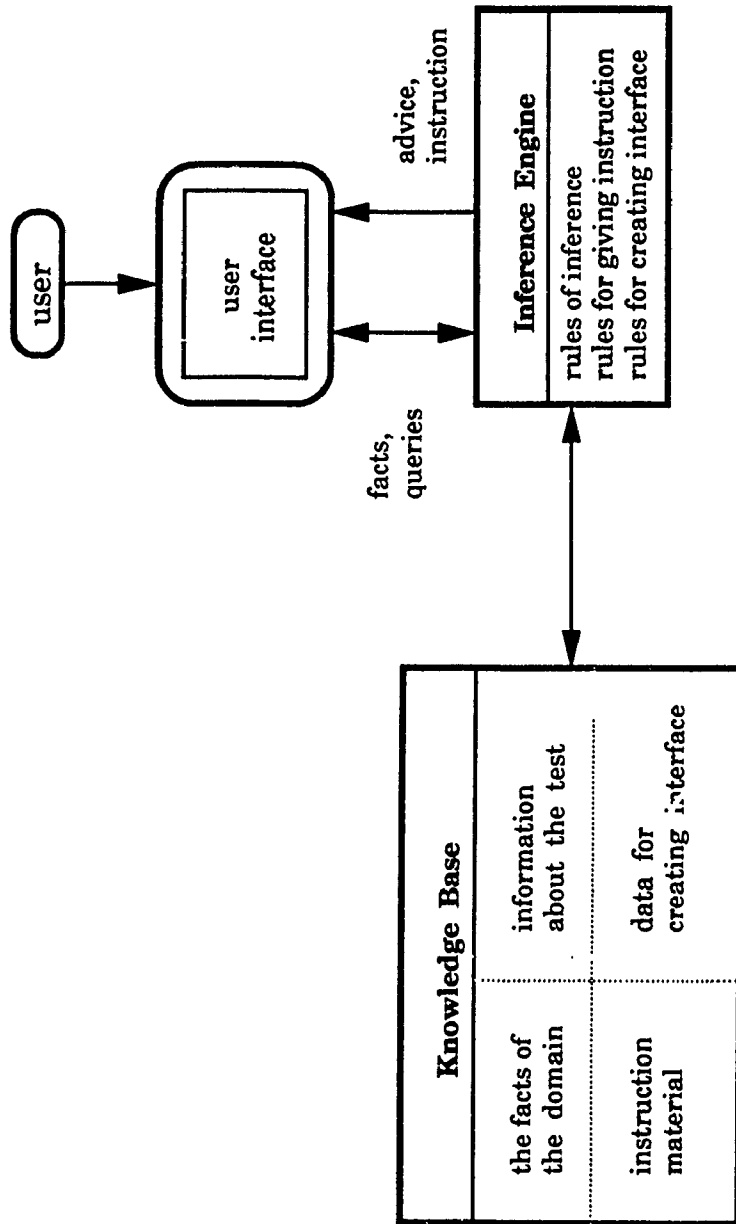 user
user
interface
facts,
queries
advice,
instruction
Knowledge Base
the facts of
the domain
information
about the test
instruction
material
data for
creating interface
Inference Engine
rules of inference
rules for giving instruction
rules for creating interface